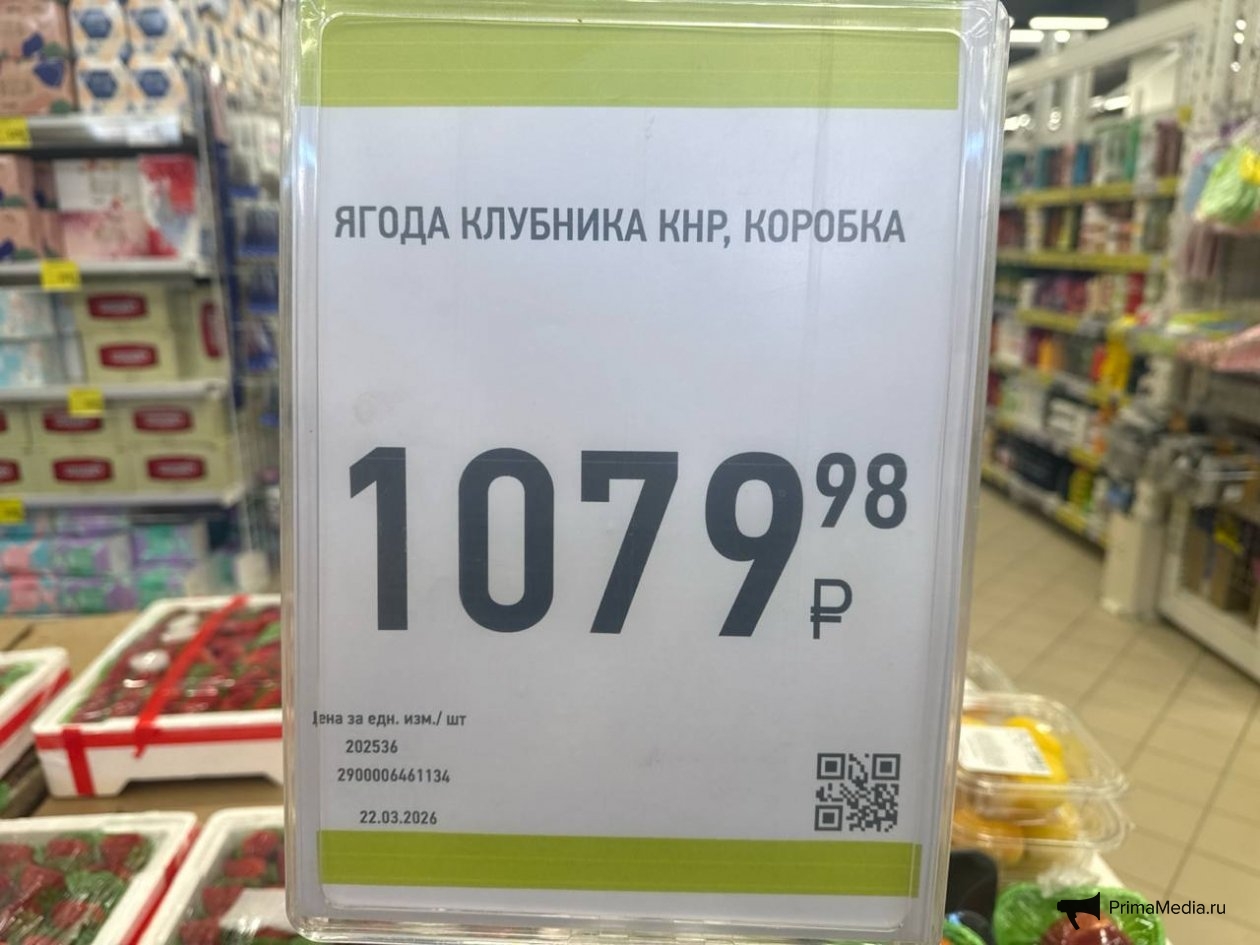 ЯГОДА КЛУБНИКА КНР, КОРОБКА
1079 98
₽
Цена за едн. изм./ шт
202536
2900006461134
22.03.2026
PrimaMedia.ru